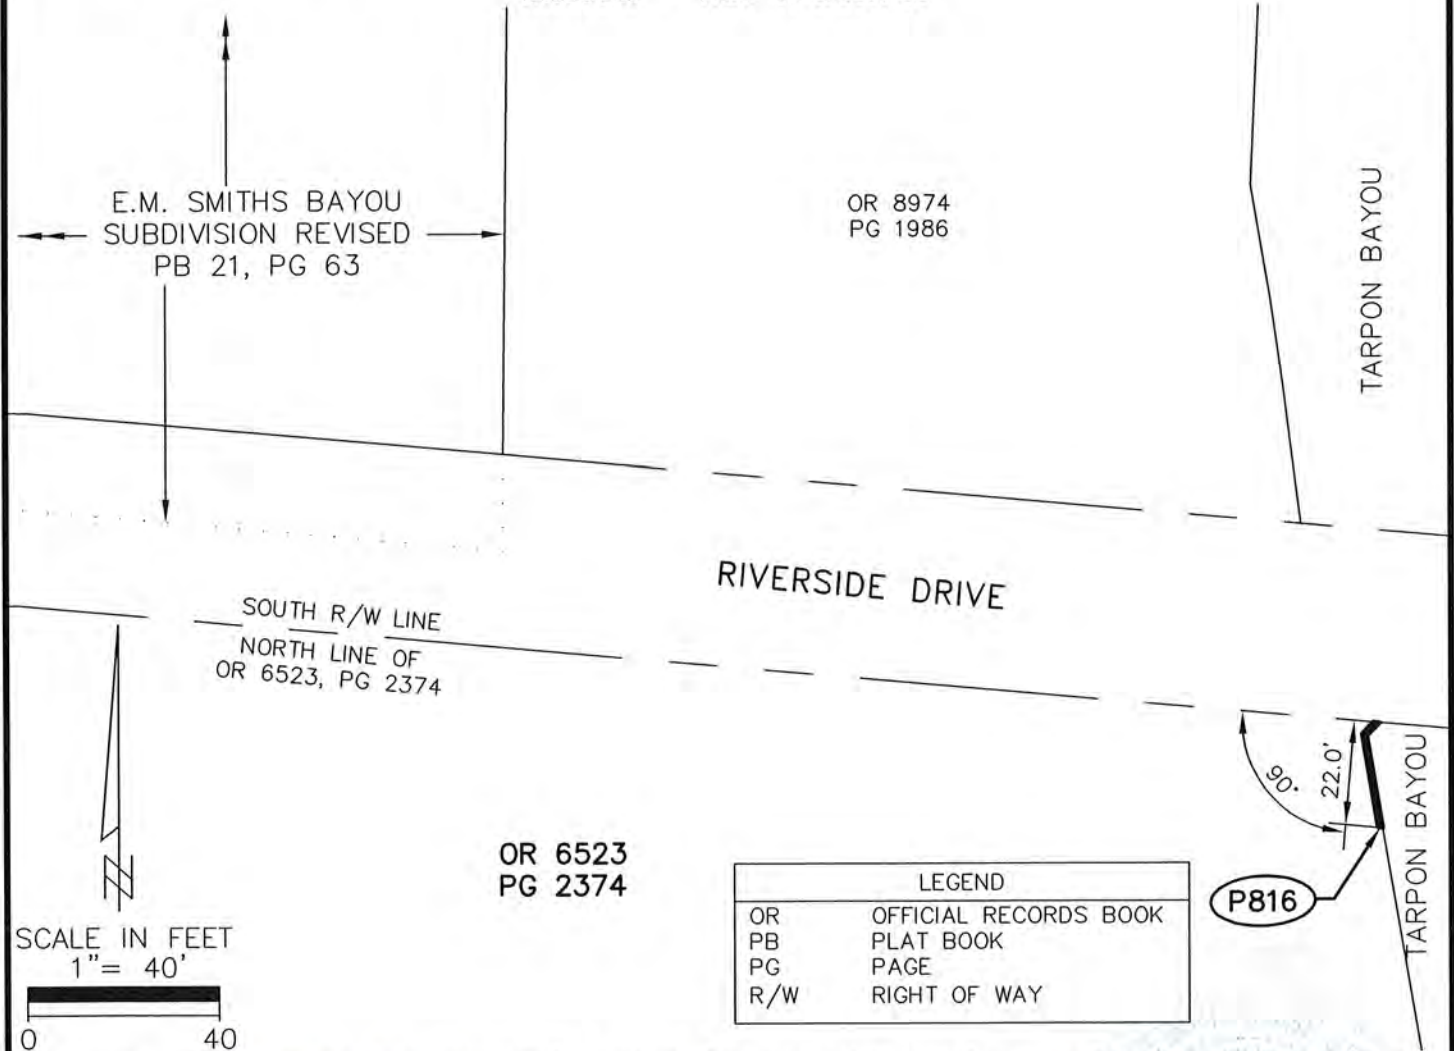 E.M. SMITHS BAYOU
SUBDIVISION REVISED
PB 21, PG 63
OR 8974
PG 1986
TARPON BAYOU
RIVERSIDE DRIVE
SOUTH R/W LINE
NORTH LINE OF
OR 6523, PG 2374
90°
22.0'
TARPON BAYOU
P816
OR 6523
PG 2374
N
SCALE IN FEET
1"= 40'
0 40
LEGEND
OR OFFICIAL RECORDS BOOK
PB PLAT BOOK
PG PAGE
R/W RIGHT OF WAY